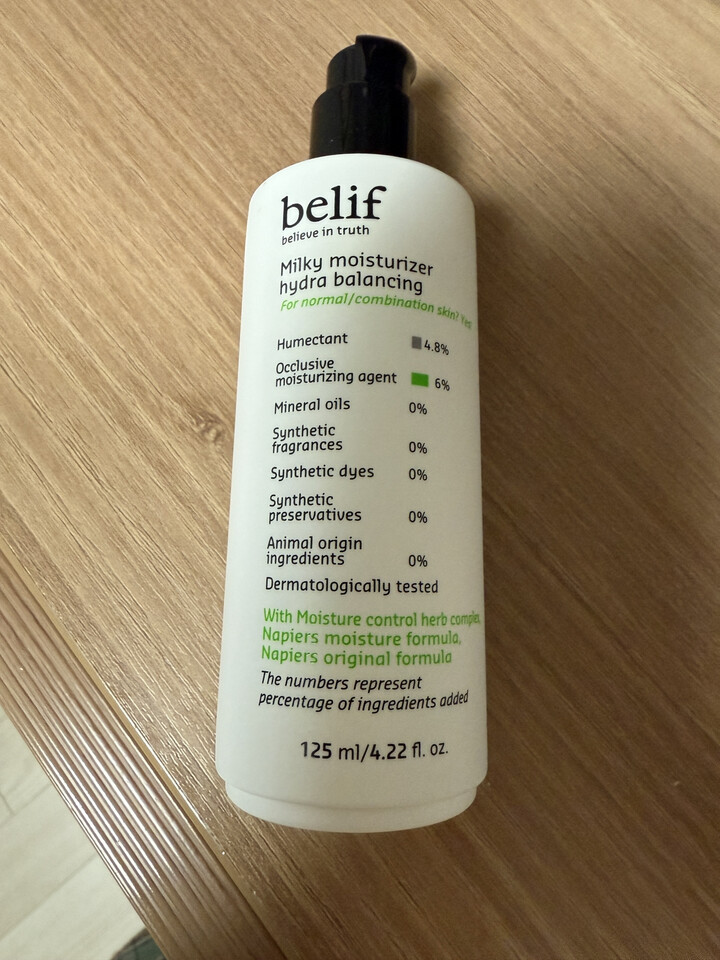 belif
believe in truth
Milky moisturizer
hydra balancing
For normal/combination skin? Yes!
Humectant 4.8%
Occlusive
moisturizing agent 6%
Mineral oils 0%
Synthetic
fragrances 0%
Synthetic dyes 0%
Synthetic
preservatives 0%
Animal origin
ingredients 0%
Dermatologically tested
With Moisture control herb complex,
Napiers moisture formula,
Napiers original formula
The numbers represent
percentage of ingredients added
125 ml/4.22 fl. oz.